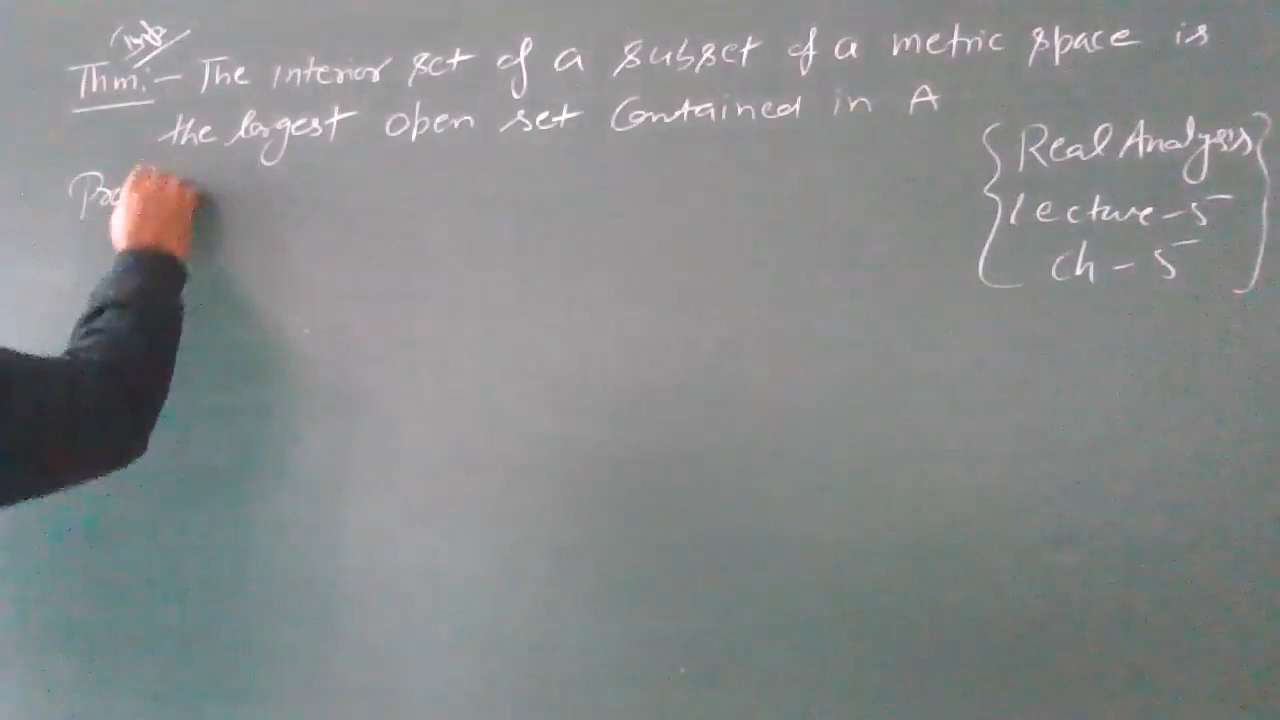 Imp
Thm:- The interior set of a subset of a metric space is
the largest open set Contained in A
{Real Analysis
Lecture-5
Ch-5}